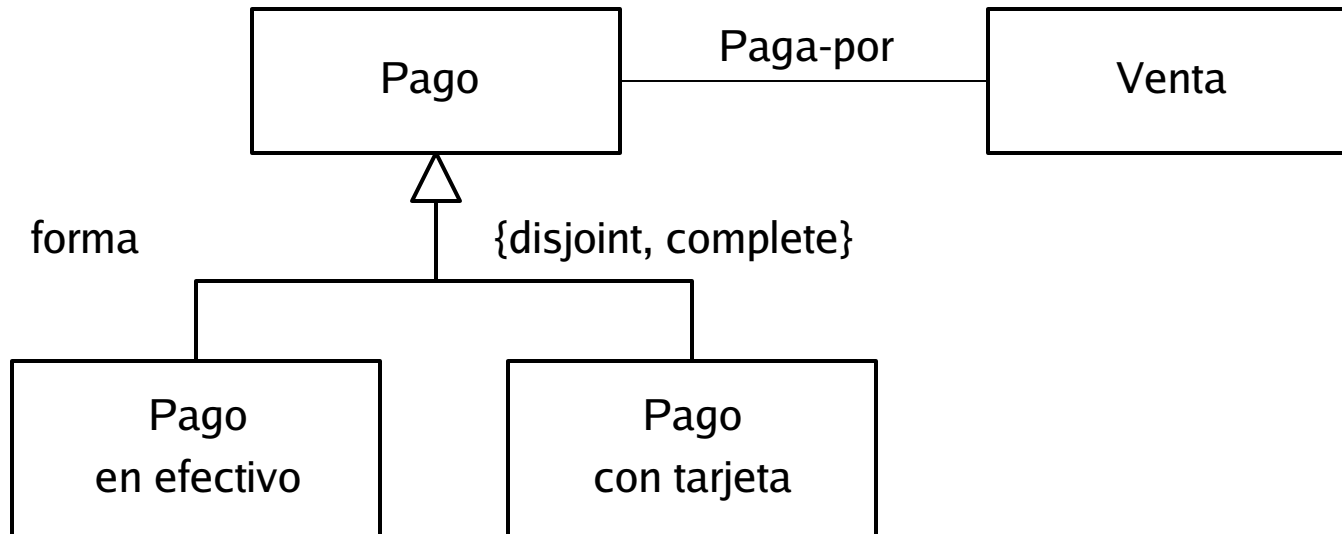 Pago
Paga-por
Venta
forma
{disjoint, complete}
Pago
en efectivo
Pago
con tarjeta